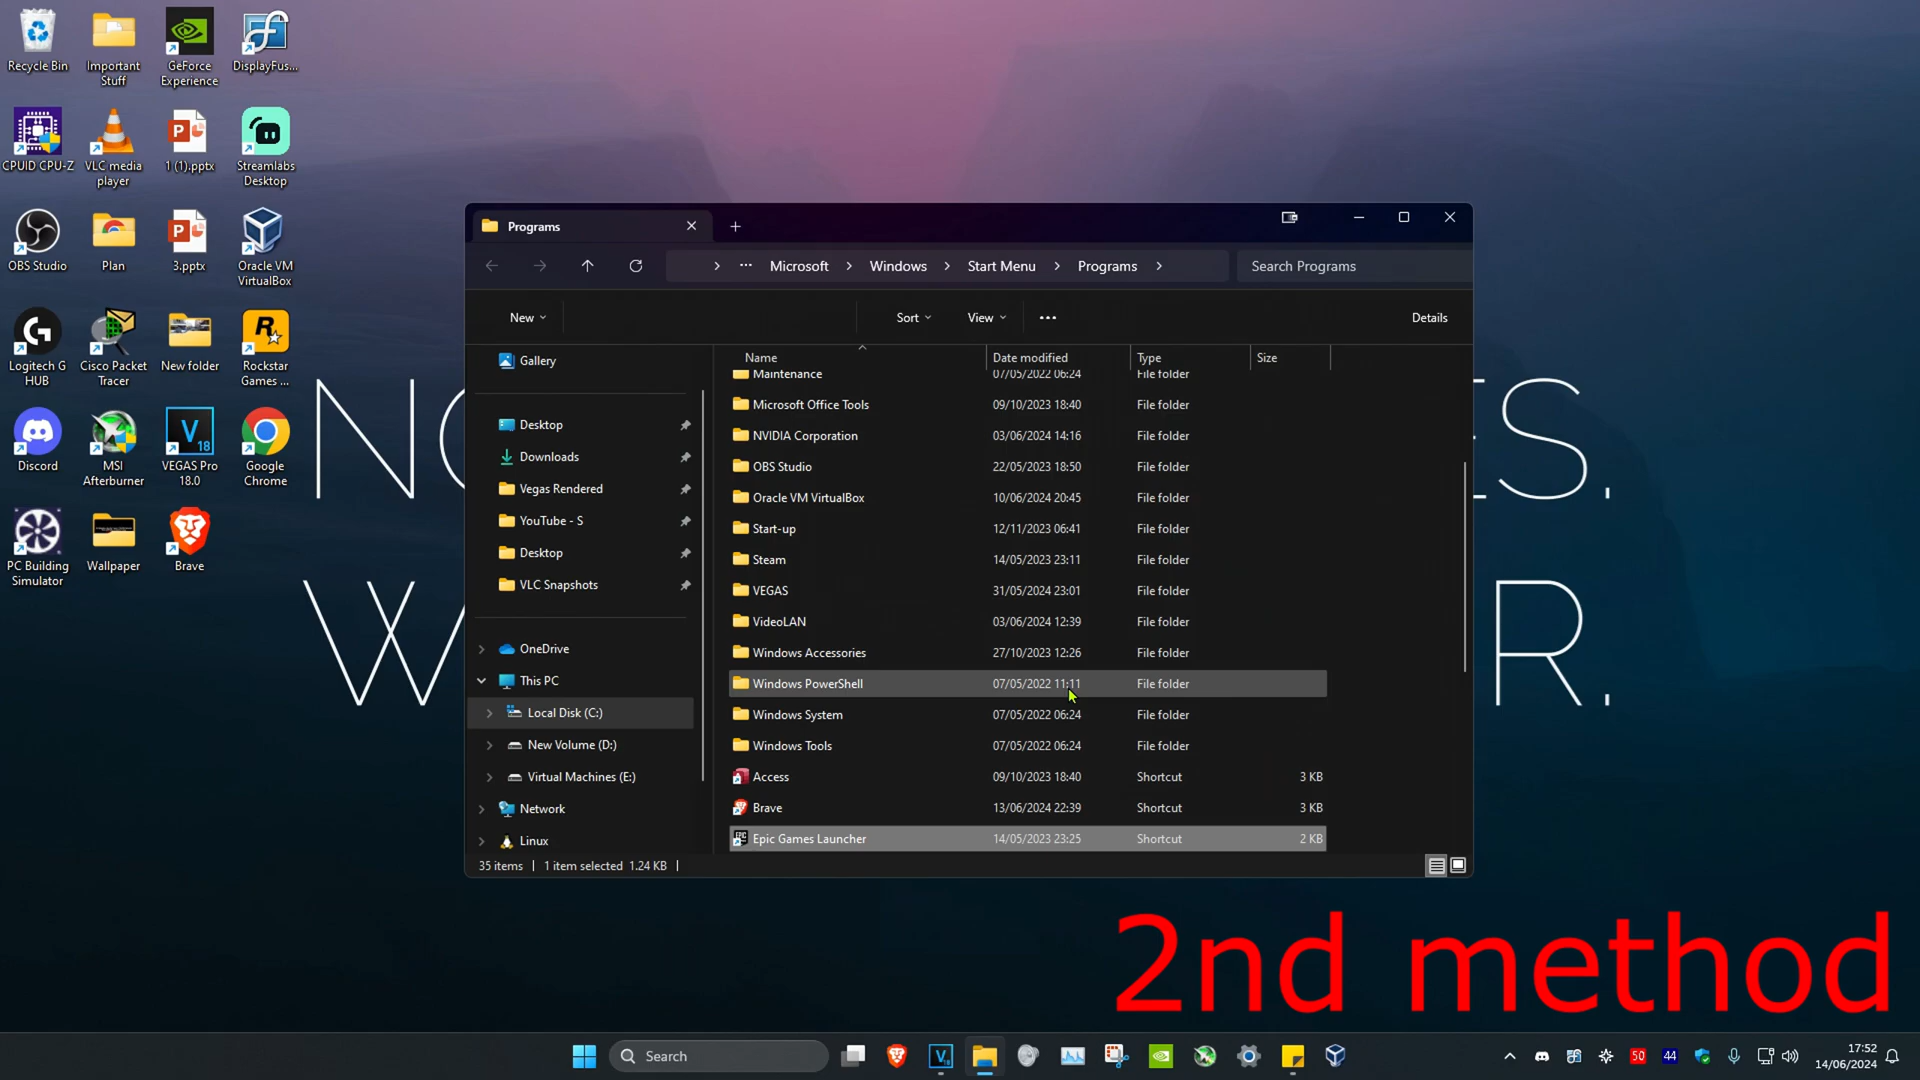 Recycle Bin
Important
Stuff
GeForce
Experience
DisplayFus...
CPUID CPU-Z
VLC media
player
1 (1).pptx
Streamlabs
Desktop
OBS Studio
Plan
3.pptx
Oracle VM
VirtualBox
Logitech G
HUB
Cisco Packet
Tracer
New folder
Rockstar
Games ...
Discord
MSI
Afterburner
VEGAS Pro
18.0
Google
Chrome
PC Building
Simulator
Wallpaper
Brave
Programs
Microsoft > Windows > Start Menu > Programs >
Search Programs
New
Sort
View
Details
Gallery
Desktop
Downloads
Vegas Rendered
YouTube - S
Desktop
VLC Snapshots
OneDrive
This PC
Local Disk (C:)
New Volume (D:)
Virtual Machines (E:)
Network
Linux
Name Date modified Type Size
Maintenance 07/05/2022 06:24 File folder
Microsoft Office Tools 09/10/2023 18:40 File folder
NVIDIA Corporation 03/06/2024 14:16 File folder
OBS Studio 22/05/2023 18:50 File folder
Oracle VM VirtualBox 10/06/2024 20:45 File folder
Start-up 12/11/2023 06:41 File folder
Steam 14/05/2023 23:11 File folder
VEGAS 31/05/2024 23:01 File folder
VideoLAN 03/06/2024 12:39 File folder
Windows Accessories 27/10/2023 12:26 File folder
Windows PowerShell 07/05/2022 11:11 File folder
Windows System 07/05/2022 06:24 File folder
Windows Tools 07/05/2022 06:24 File folder
Access 09/10/2023 18:40 Shortcut 3 KB
Brave 13/06/2024 22:39 Shortcut 3 KB
Epic Games Launcher 14/05/2023 23:25 Shortcut 2 KB
35 items 1 item selected 1.24 KB
2nd method
Search
50
44
17:52
14/06/2024